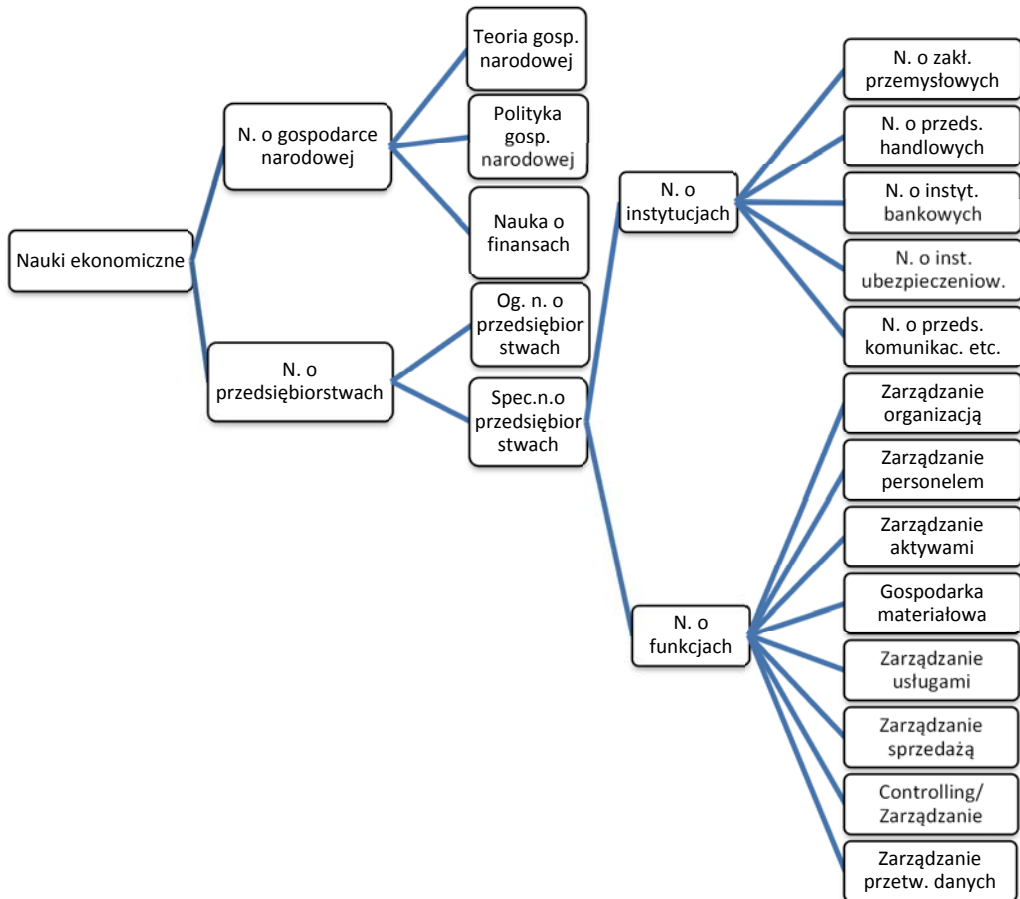 Nauki ekonomiczne
N. o gospodarce
narodowej
Teoria gosp.
narodowej
Polityka
gosp.
narodowej
Nauka o
finansach
N. o
przedsiębiorstwach
Og. n. o
przedsiębior
stwach
Spec.n.o
przedsiębior
stwach
N. o
instytucjach
N. o zakł.
przemysłowych
N. o przeds.
handlowych
N. o instyt.
bankowych
N. o inst.
ubezpieczeniow.
N. o przeds.
komunikac. etc.
N. o
funkcjach
Zarządzanie
organizacją
Zarządzanie
personelem
Zarządzanie
aktywami
Gospodarka
materiałowa
Zarządzanie
usługami
Zarządzanie
sprzedażą
Controlling/
Zarządzanie
Zarządzanie
przetw. danych